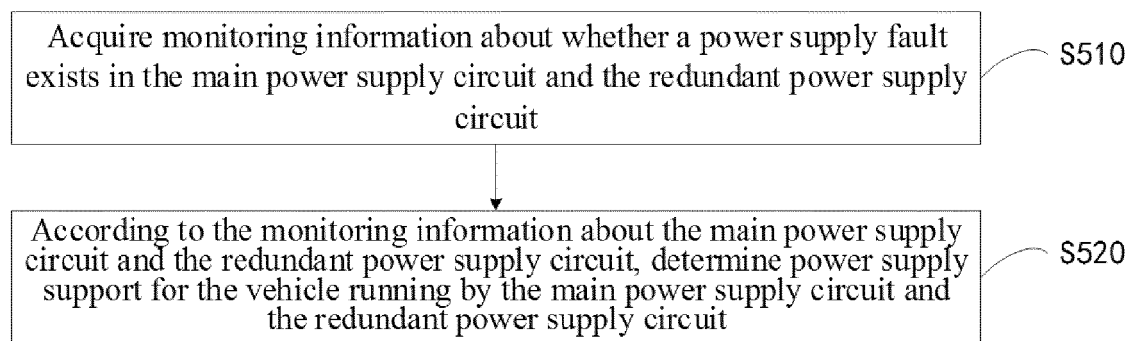 Acquire monitoring information about whether a power supply fault
exists in the main power supply circuit and the redundant power supply
circuit
S510
According to the monitoring information about the main power supply
circuit and the redundant power supply circuit, determine power supply
support for the vehicle running by the main power supply circuit and
the redundant power supply circuit
S520